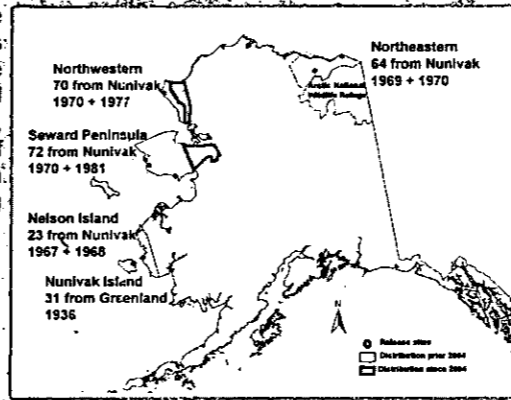 Northeastern
64 from Nunivak
1969 + 1970
Arctic National
Wildlife Refuge
Northwestern
70 from Nunivak
1970 + 1977
Seward Peninsula
72 from Nunivak
1970 + 1981
Nelson Island
23 from Nunivak
1967 + 1968
Nunivak Island
31 from Greenland
1936
N
Release sites
Distribution prior 2004
Distribution since 2004